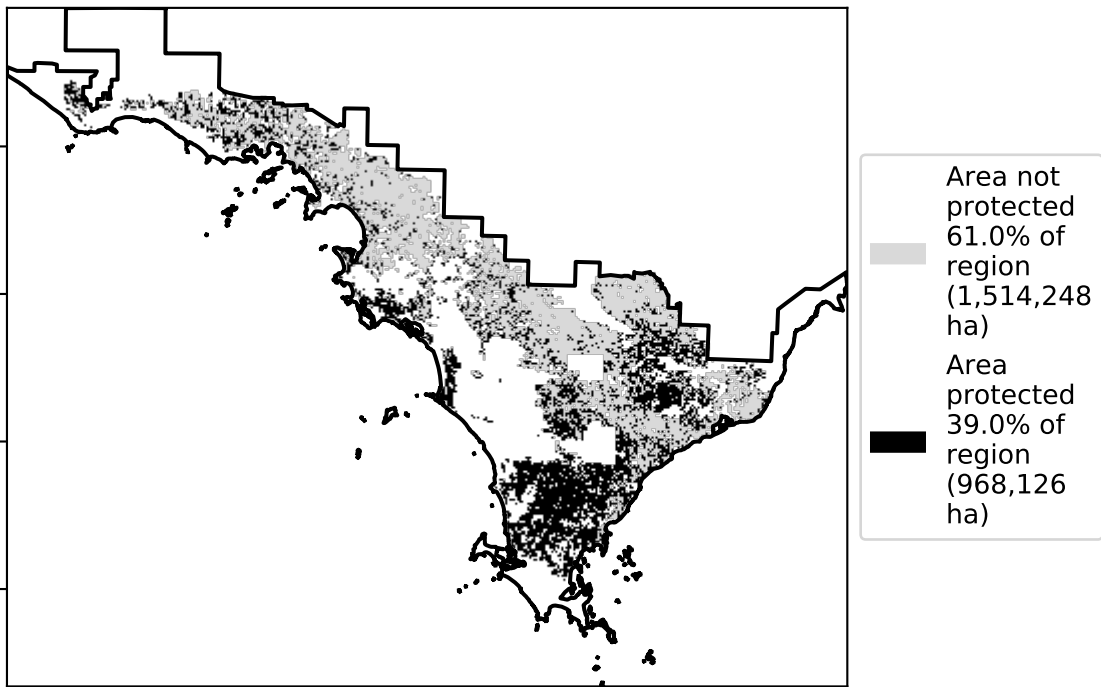 Area not
protected
61.0% of
region
(1,514,248
ha)
Area
protected
39.0% of
region
(968,126
ha)